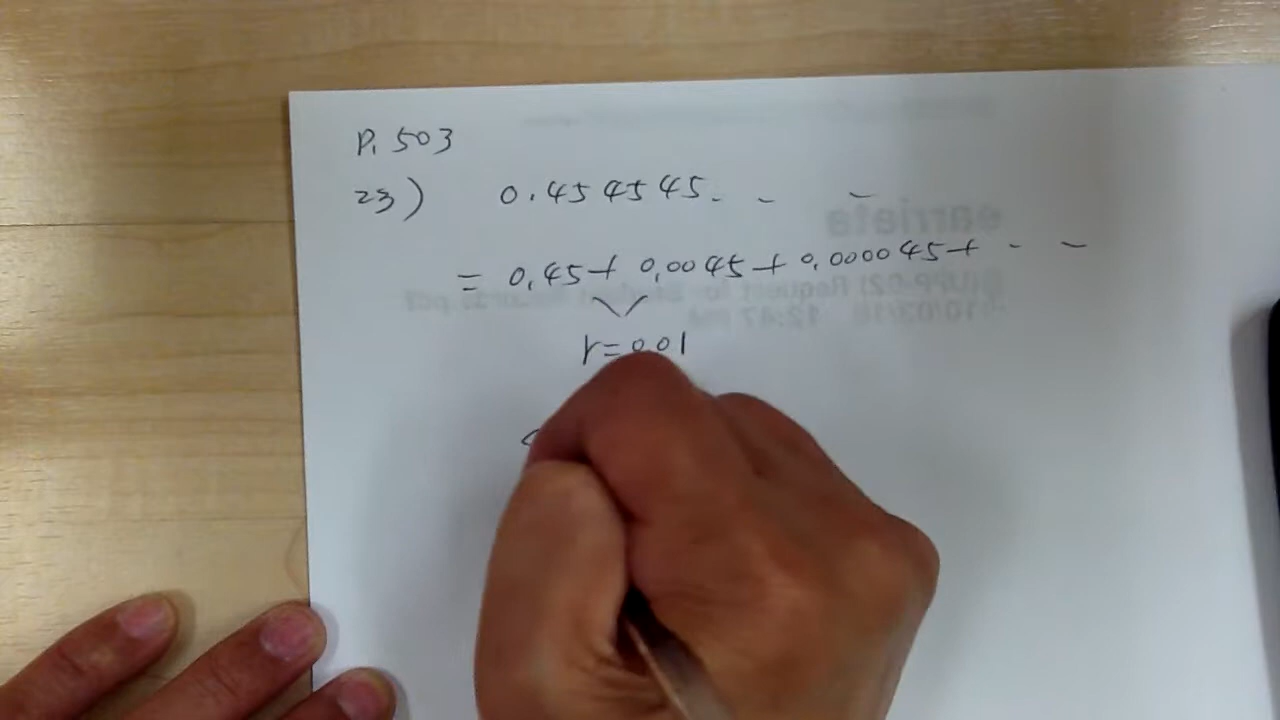 P. 503
23) 0.454545. - -
= 0.45+ 0.0045+ 0.000045+ - -
r=0.01